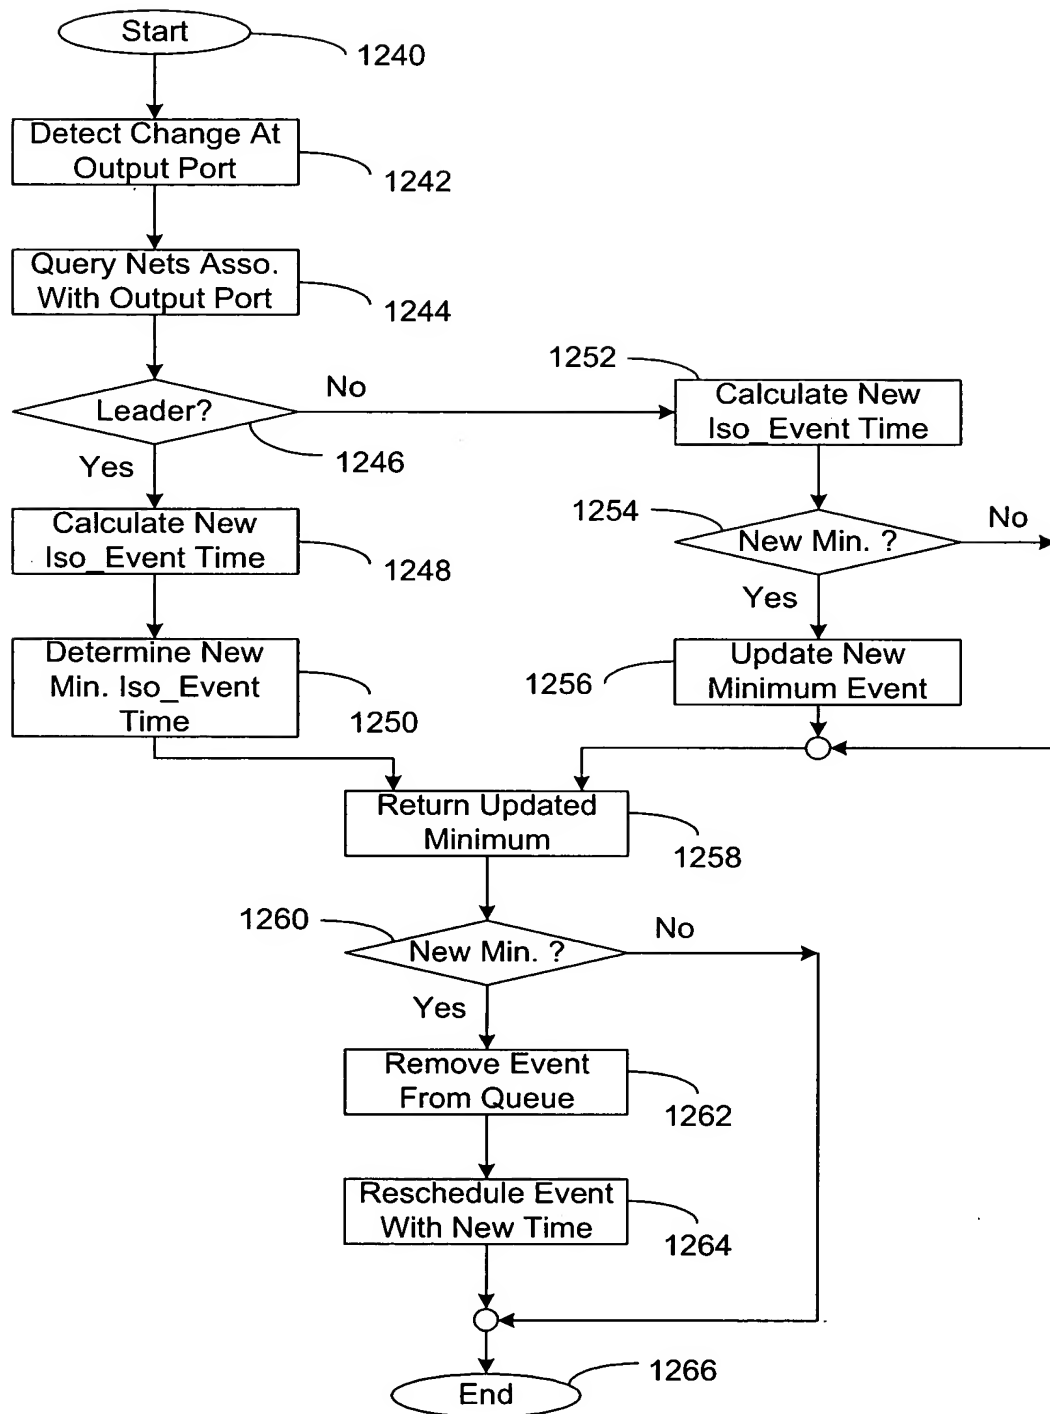 Start
1240
Detect Change At
Output Port
1242
Query Nets Asso.
With Output Port
1244
Leader?
No
1246
Yes
Calculate New
Iso_Event Time
1248
Determine New
Min. Iso_Event
Time
1250
1252
Calculate New
Iso_Event Time
1254
New Min. ?
No
Yes
1256
Update New
Minimum Event
Return Updated
Minimum
1258
1260
New Min. ?
No
Yes
Remove Event
From Queue
1262
Reschedule Event
With New Time
1264
1266
End